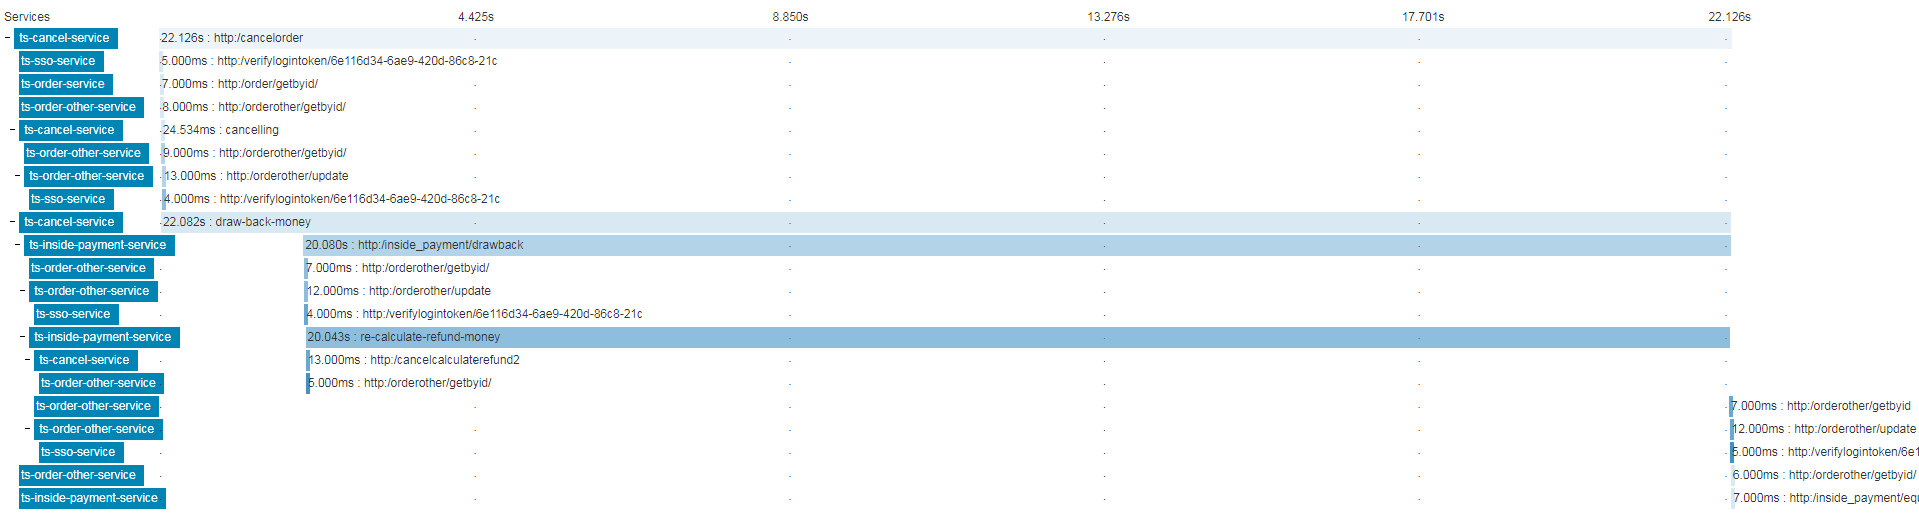 Services 4.425s 8.850s 13.276s 17.701s 22.126s
- ts-cancel-service 22.126s : http:/cancelorder
ts-sso-service 5.000ms : http:/verifylogintoken/6e116d34-6ae9-420d-86c8-21c
ts-order-service 7.000ms : http:/order/getbyid/
ts-order-other-service 8.000ms : http:/orderother/getbyid/
- ts-cancel-service 24.534ms : cancelling
ts-order-other-service 9.000ms : http:/orderother/getbyid/
- ts-order-other-service 13.000ms : http:/orderother/update
ts-sso-service 4.000ms : http:/verifylogintoken/6e116d34-6ae9-420d-86c8-21c
- ts-cancel-service 22.082s : draw-back-money
- ts-inside-payment-service 20.080s : http:/inside_payment/drawback
ts-order-other-service 7.000ms : http:/orderother/getbyid/
- ts-order-other-service 12.000ms : http:/orderother/update
ts-sso-service 4.000ms : http:/verifylogintoken/6e116d34-6ae9-420d-86c8-21c
- ts-inside-payment-service 20.043s : re-calculate-refund-money
- ts-cancel-service 13.000ms : http:/cancelcalculaterefund2
ts-order-other-service 5.000ms : http:/orderother/getbyid/
ts-order-other-service 7.000ms : http:/orderother/getbyid
- ts-order-other-service 12.000ms : http:/orderother/update
ts-sso-service 5.000ms : http:/verifylogintoken/6e1
ts-order-other-service 6.000ms : http:/orderother/getbyid/
ts-inside-payment-service 7.000ms : http:/inside_payment/equ